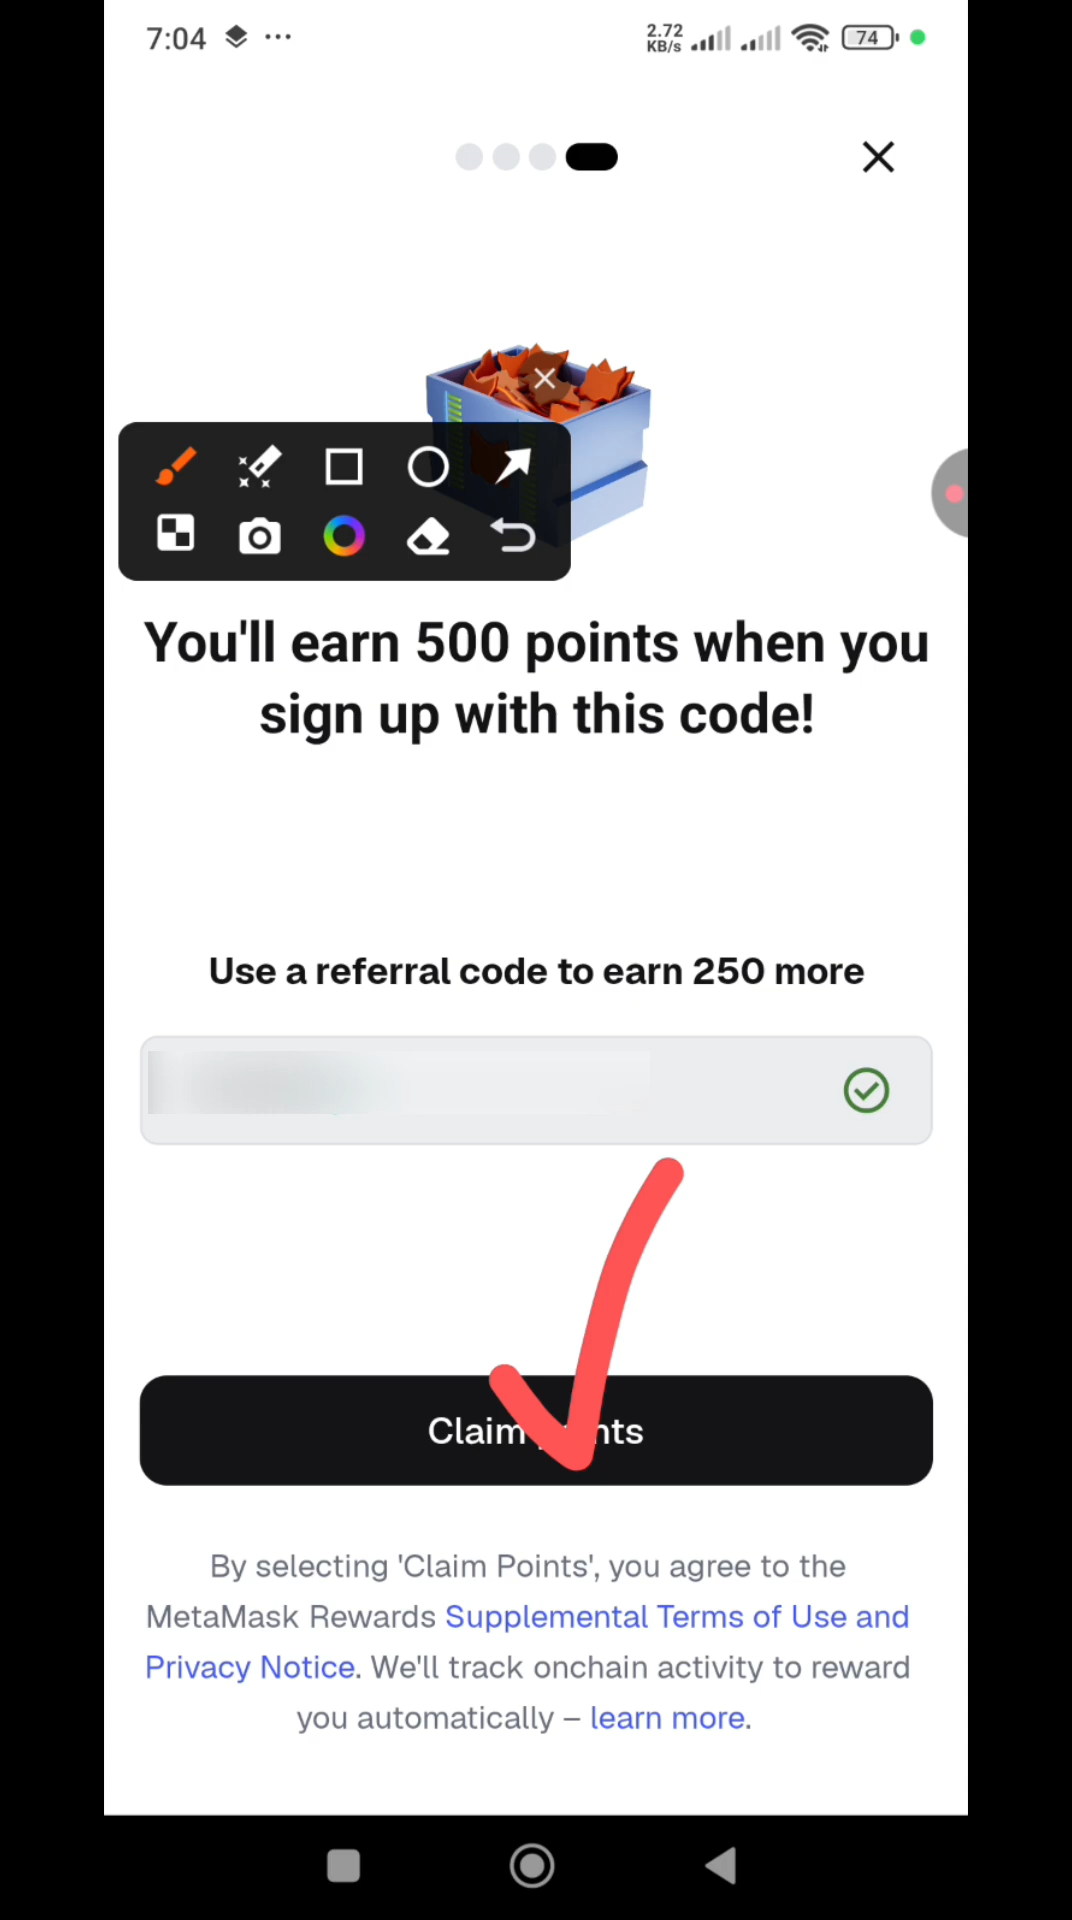 7:04
2.72
KB/s
74
You'll earn 500 points when you
sign up with this code!
Use a referral code to earn 250 more
Claim
By selecting 'Claim Points', you agree to the
MetaMask Rewards Supplemental Terms of Use and
Privacy Notice. We'll track onchain activity to reward
you automatically – learn more.